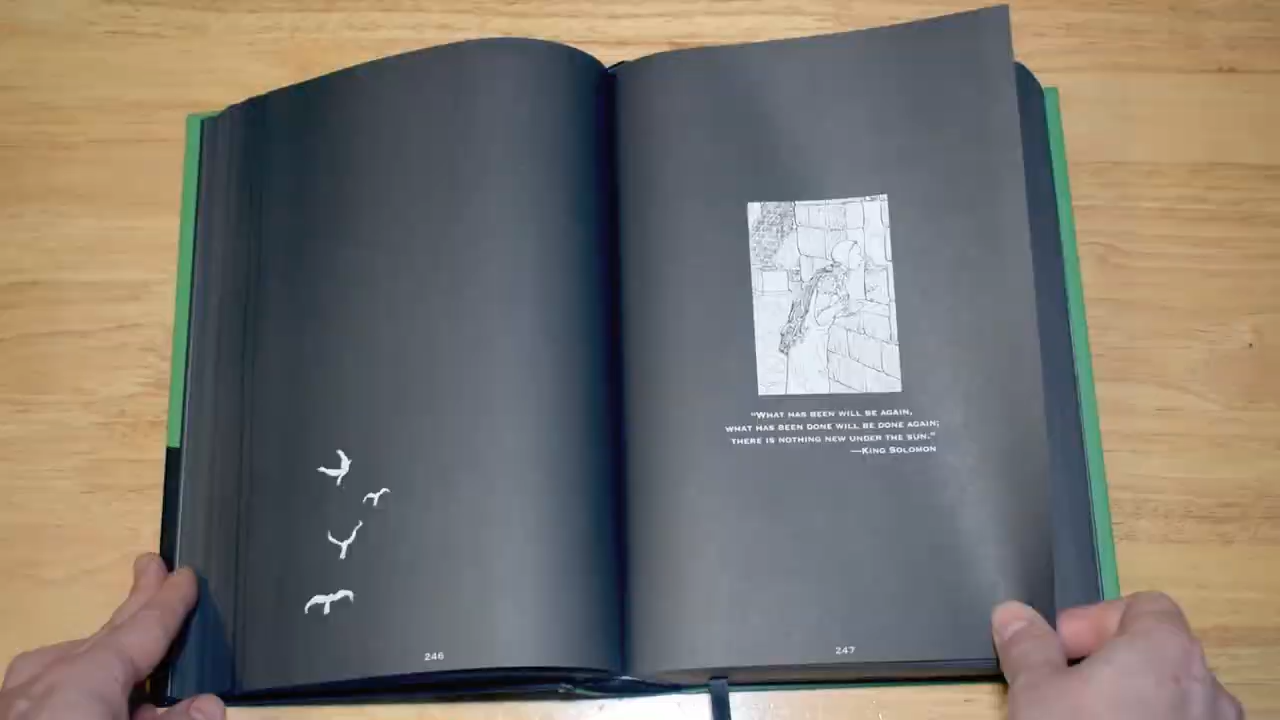 "What has been will be again,
what has been done will be done again;
there is nothing new under the sun."
—King Solomon
246
247